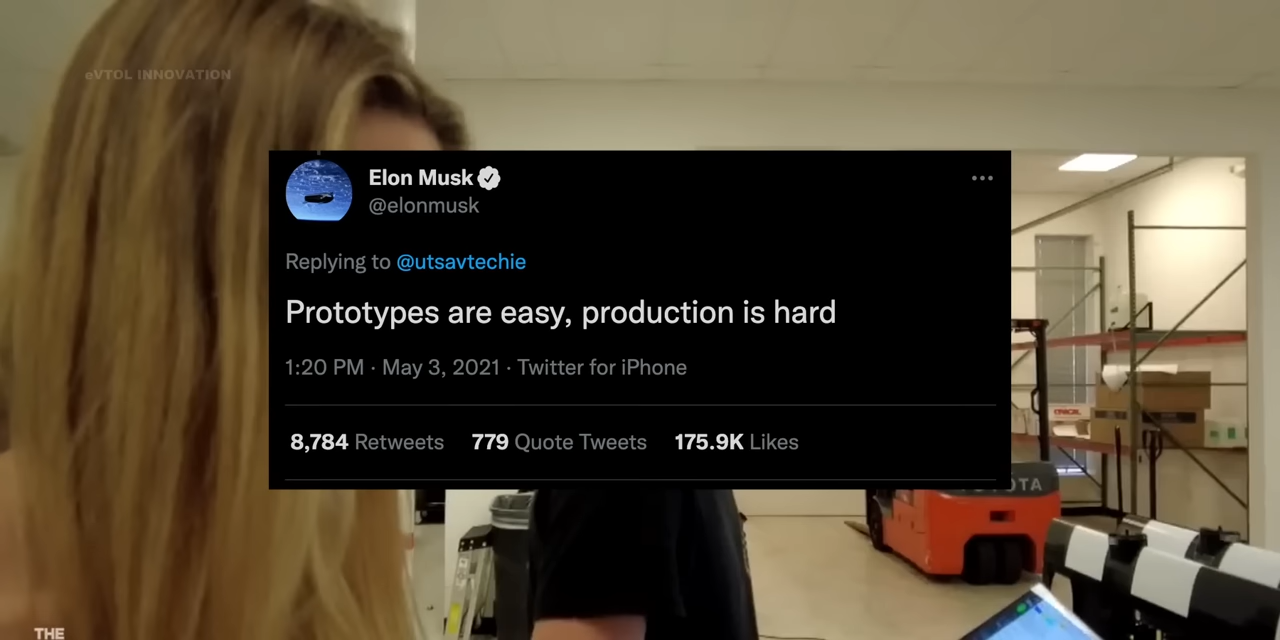 eVTOL INNOVATION
Elon Musk
@elonmusk
Replying to @utsavtechie
Prototypes are easy, production is hard
1:20 PM · May 3, 2021 · Twitter for iPhone
8,784 Retweets 779 Quote Tweets 175.9K Likes
TOYOTA
THE